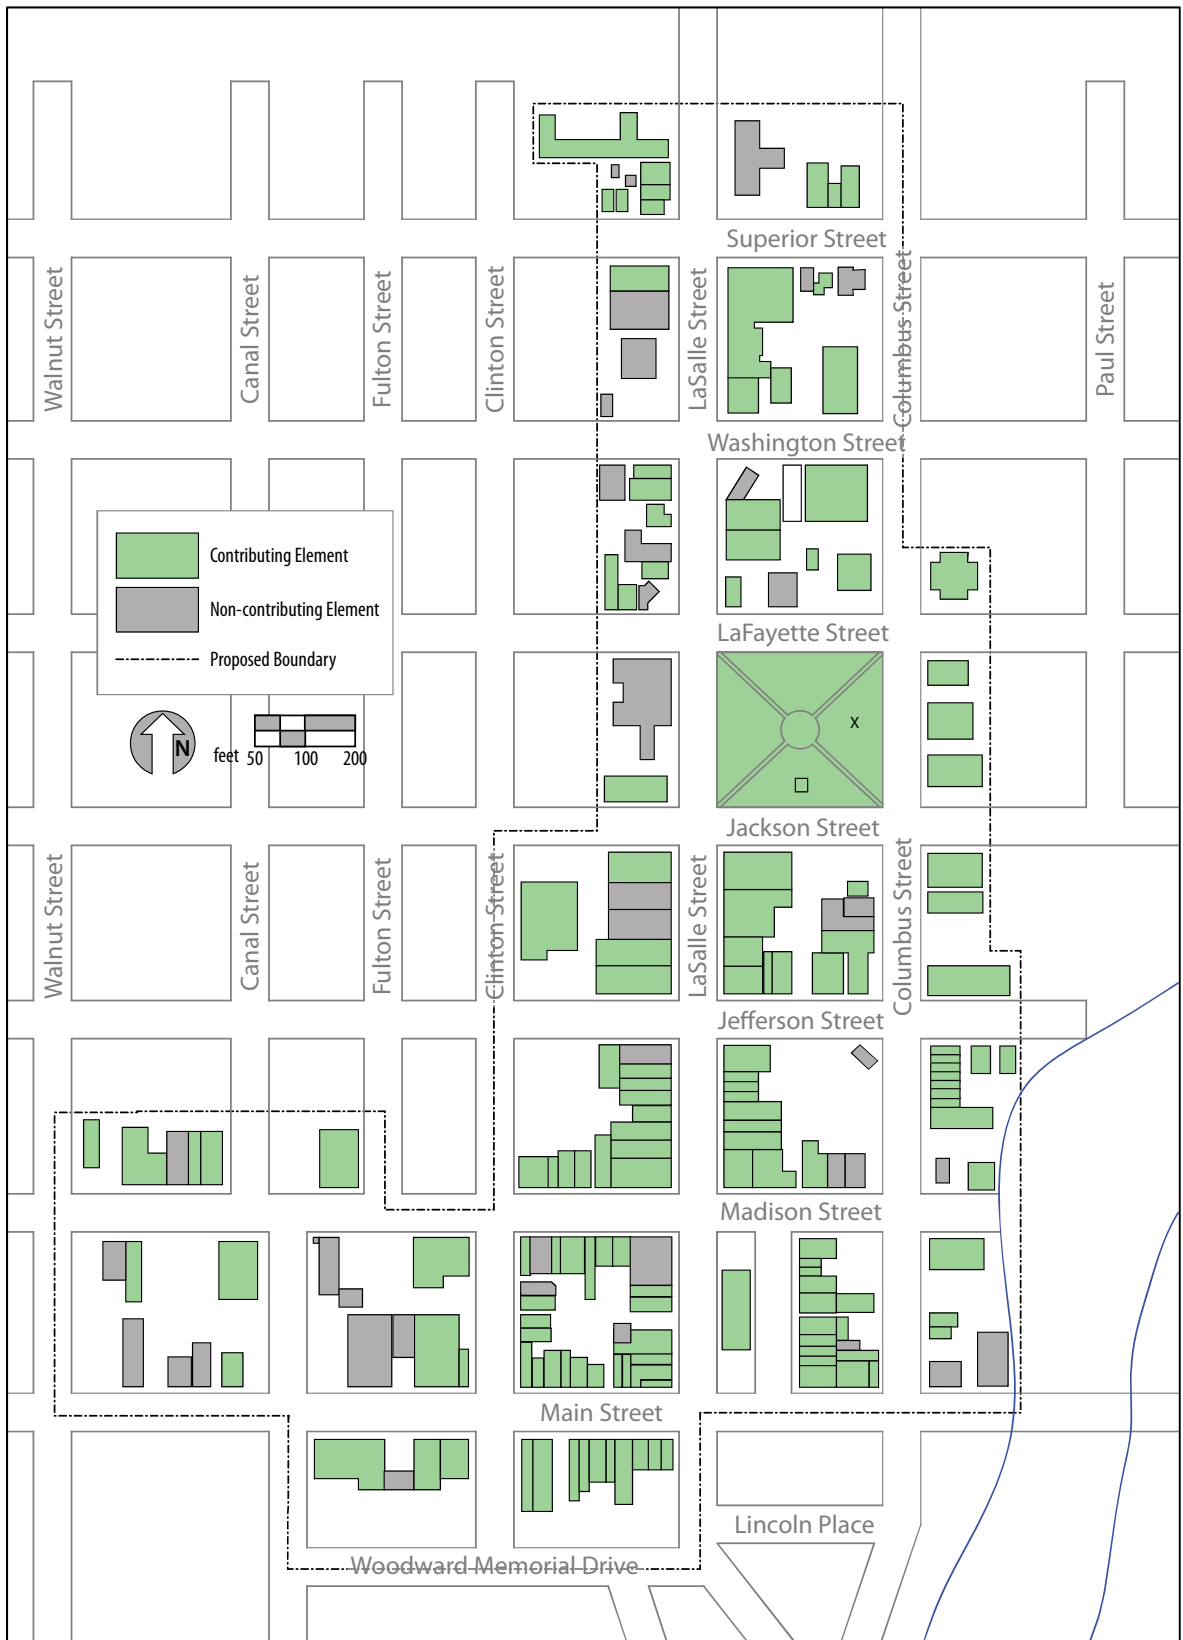 Superior Street
Walnut Street
Canal Street
Fulton Street
Clinton Street
LaSalle Street
Columbus Street
Paul Street
Washington Street
Contributing Element
Non-contributing Element
Proposed Boundary
LaFayette Street
N
feet 50 100 200
x
Jackson Street
Walnut Street
Canal Street
Fulton Street
Clinton Street
LaSalle Street
Columbus Street
Jefferson Street
Madison Street
Main Street
Lincoln Place
Woodward Memorial Drive